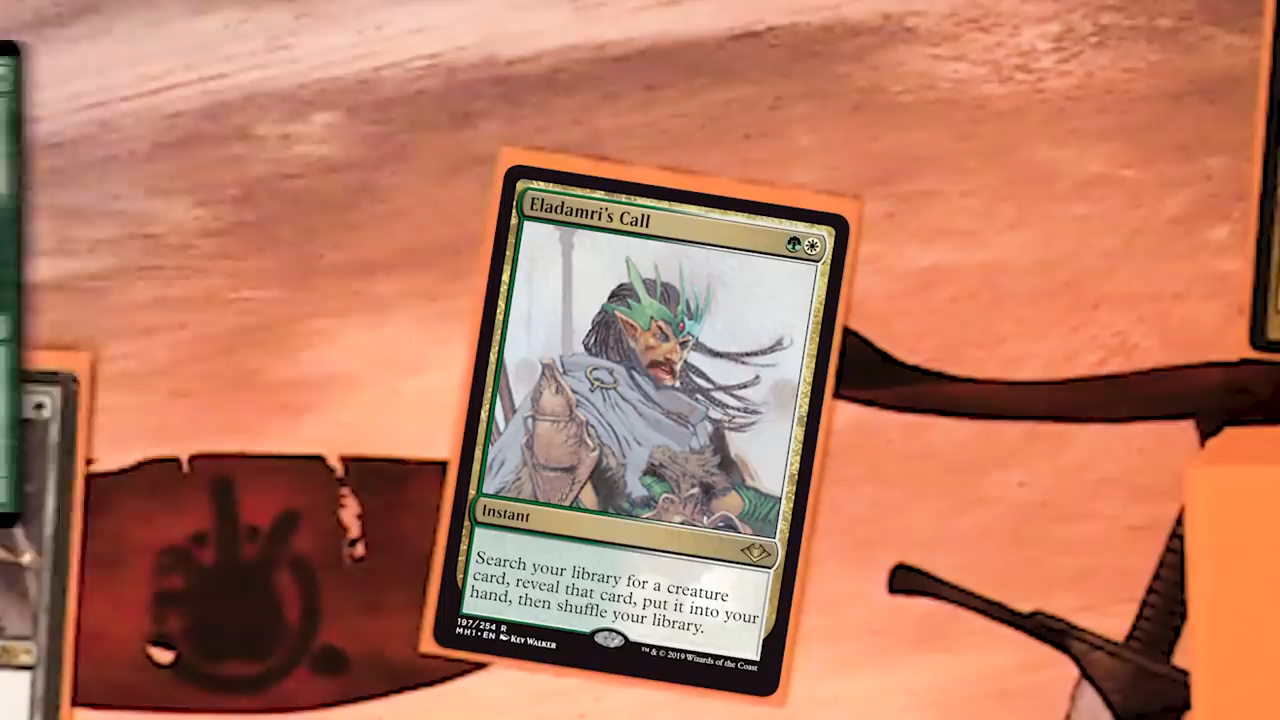 Eladamri's Call
Instant
Search your library for a creature
card, reveal that card, put it into your
hand, then shuffle your library.
197/254 R
MH1 • EN KEV WALKER
™ & © 2019 Wizards of the Coast